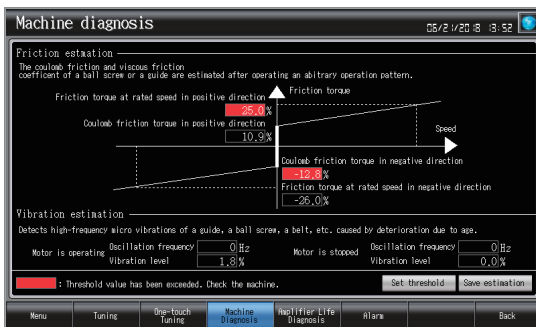 Machine diagnosis
06/21/2018 13:52
Friction estmation
The coulomb friction and viscous friction
coefficent of a ball screw or a guide are estimated after operating an abitrary operation pattern.
Friction torque
Friction torque at rated speed in positive direction
25.0 %
Coulomb friction torque in positive direction
10.9 %
Speed
Coulomb friction torque in negative direction
-12.8 %
Friction torque at rated speed in negative direction
-26.0 %
Vibration estimation
Detects high-frequency micro vibrations of a guide, a ball screw, a belt, etc. caused by deterioration due to age.
Motor is operating Oscillation frequency 0 Hz Motor is stopped Oscillation frequency 0 Hz
Vibration level 1.8 % Vibration level 0.0 %
: Threshold value has been exceeded. Check the machine. Set threshold Save estimation
Menu Tuning One-touch Tuning Machine Diagnosis Amplifier Life Diagnosis Alarm Back